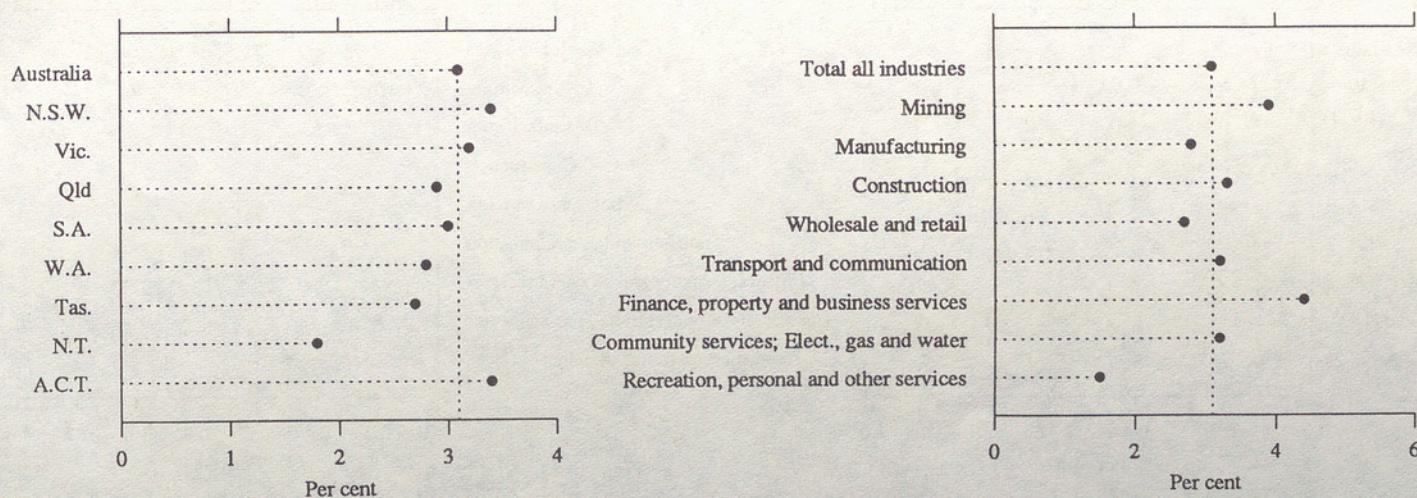 Australia
N.S.W.
Vic.
Qld
S.A.
W.A.
Tas.
N.T.
A.C.T.
0 1 2 3 4
Per cent
Total all industries
Mining
Manufacturing
Construction
Wholesale and retail
Transport and communication
Finance, property and business services
Community services; Elect., gas and water
Recreation, personal and other services
0 2 4 6
Per cent